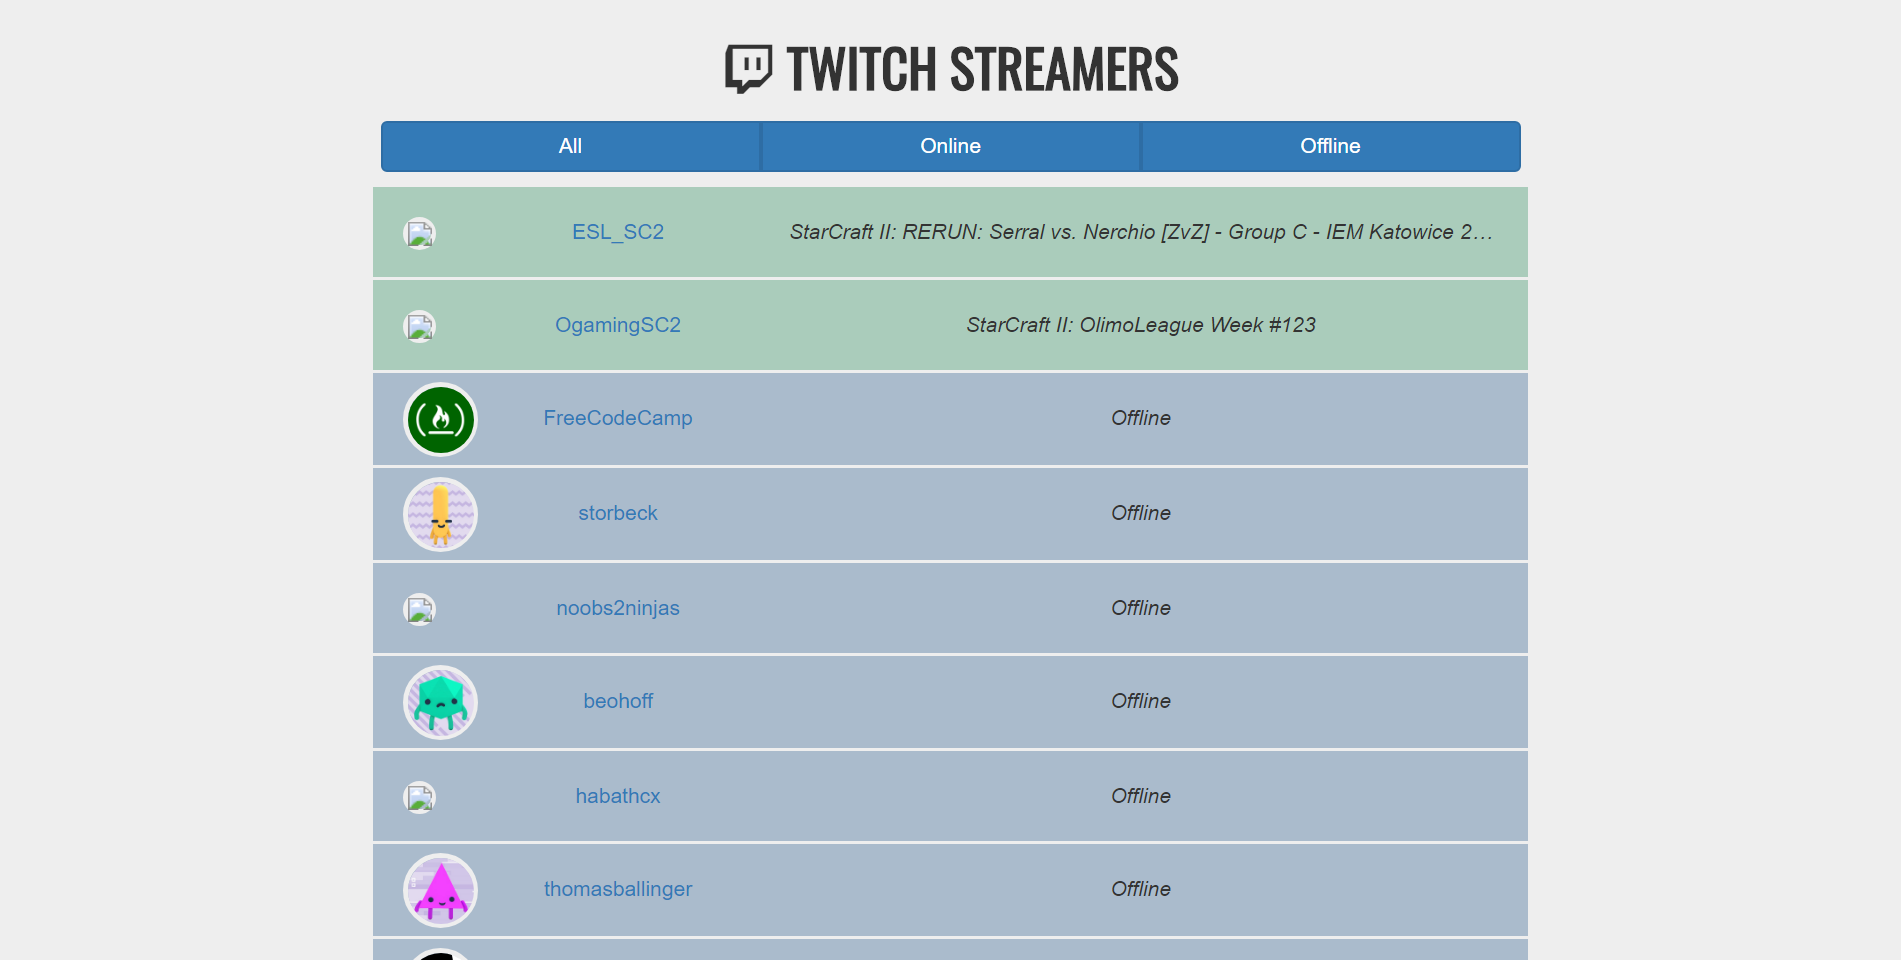 TWITCH STREAMERS
All Online Offline
ESL_SC2 StarCraft II: RERUN: Serral vs. Nerchio [ZvZ] - Group C - IEM Katowice 2…
OgamingSC2 StarCraft II: OlimoLeague Week #123
FreeCodeCamp Offline
storbeck Offline
noobs2ninjas Offline
beohoff Offline
habathcx Offline
thomasballinger Offline